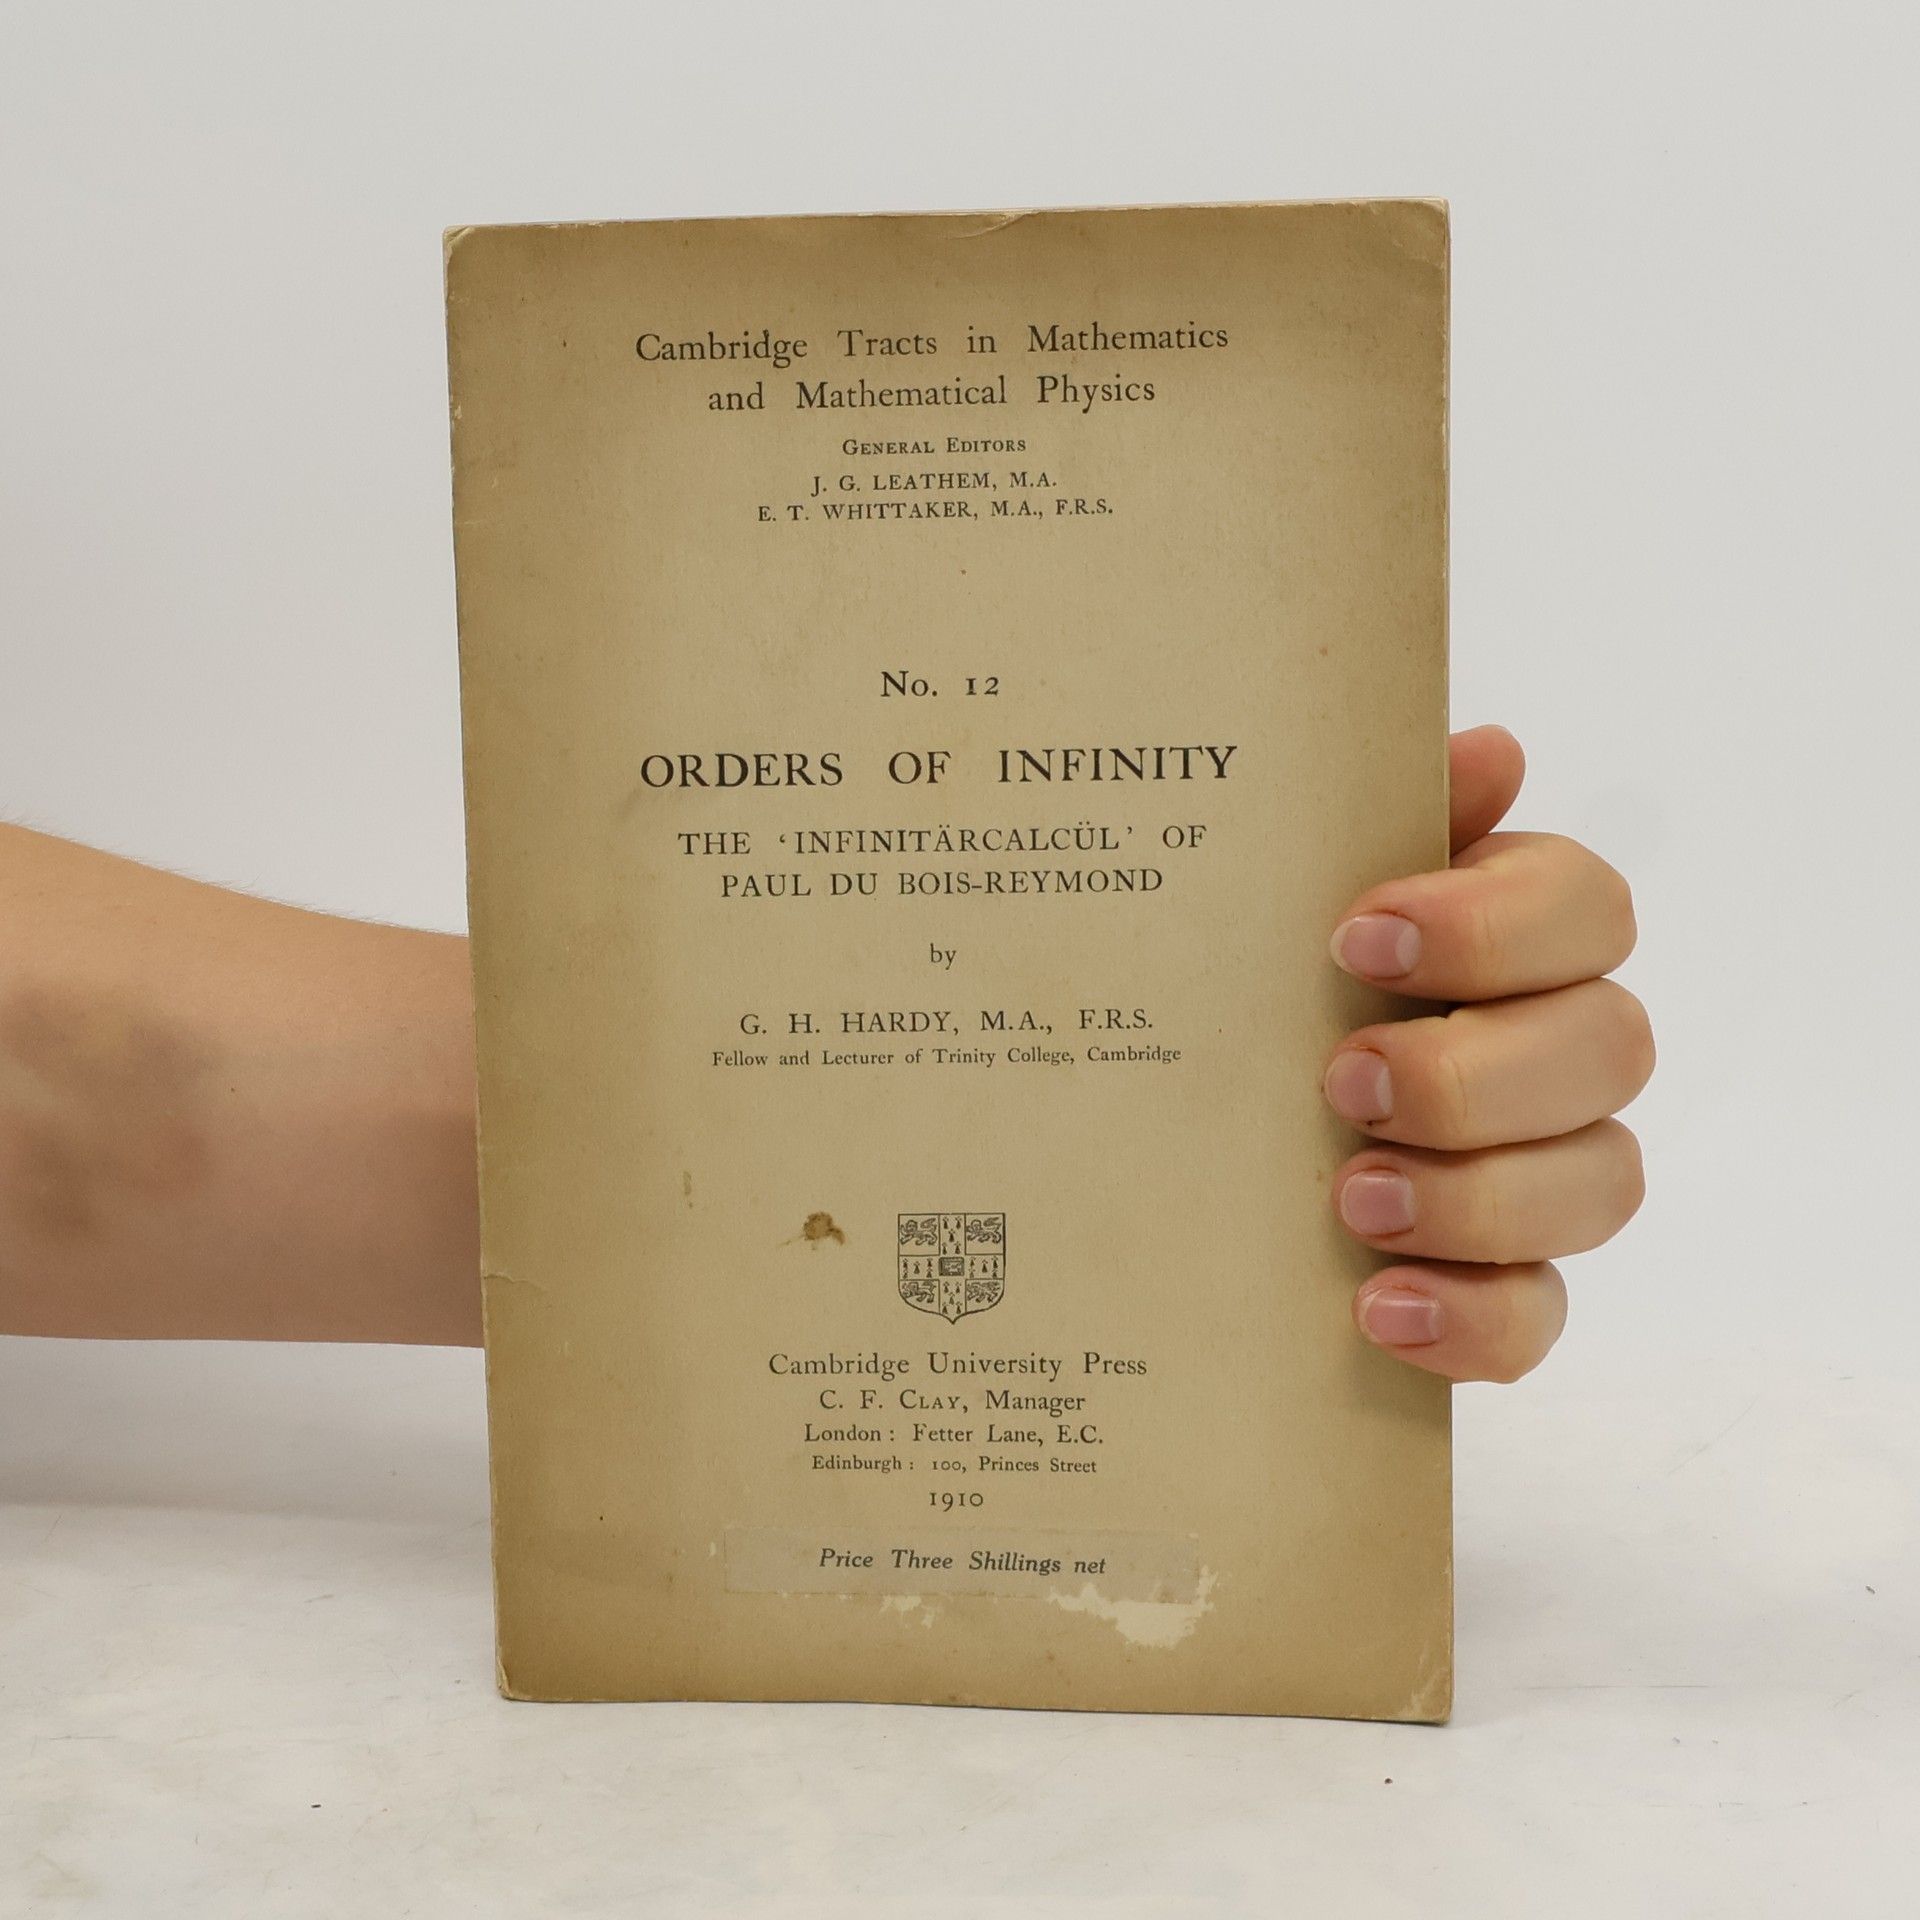 Cambridge Tracts in Mathematics
and Mathematical Physics
GENERAL EDITORS
J. G. LEATHEM, M.A.
E. T. WHITTAKER, M.A., F.R.S.
No. 12
ORDERS OF INFINITY
THE ‘INFINITÄRCALCÜL’ OF
PAUL DU BOIS-REYMOND
by
G. H. HARDY, M.A., F.R.S.
Fellow and Lecturer of Trinity College, Cambridge
Cambridge University Press
C. F. CLAY, Manager
London: Fetter Lane, E.C.
Edinburgh: 100, Princes Street
1910
Price Three Shillings net